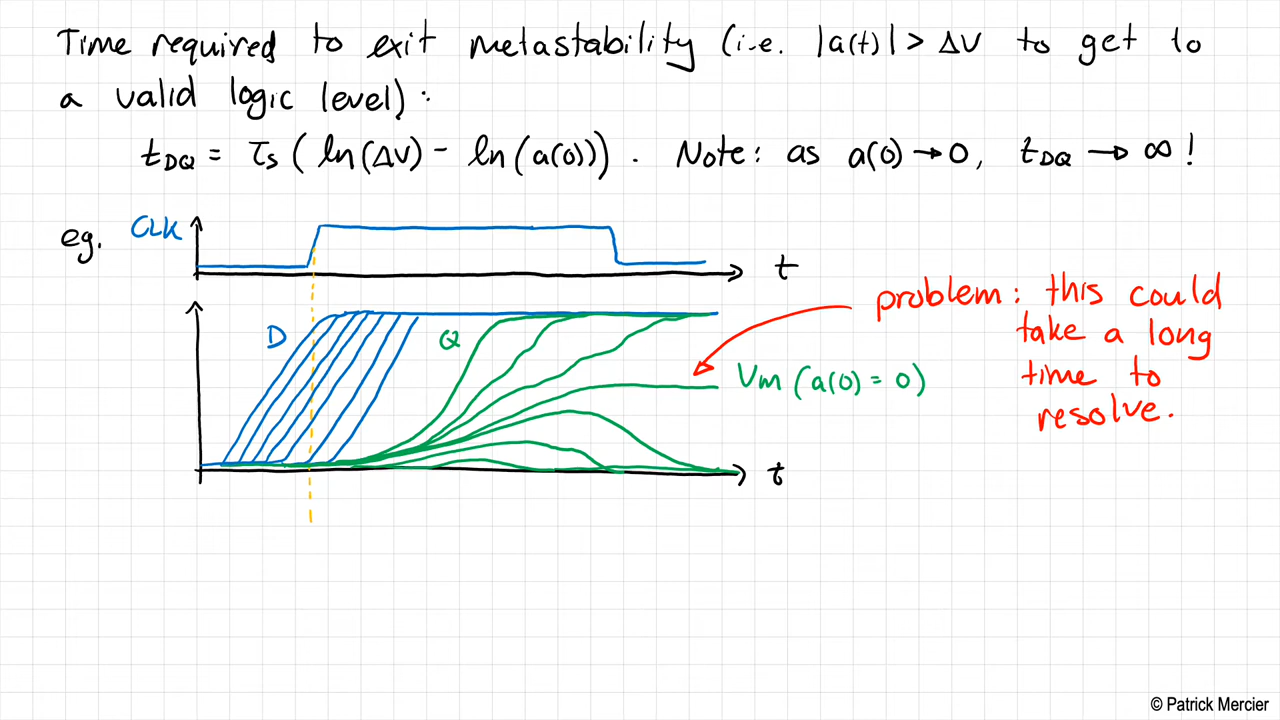 Time required to exit metastability (i.e. |a(t)| > ΔV to get to
a valid logic level):
t_DQ = τ_s (ln(ΔV) - ln(a(0))). Note: as a(0) → 0, t_DQ → ∞!
eg. CLK
t
D
Q
Vm (a(0) = 0)
problem: this could
take a long
time to
resolve.
t
© Patrick Mercier